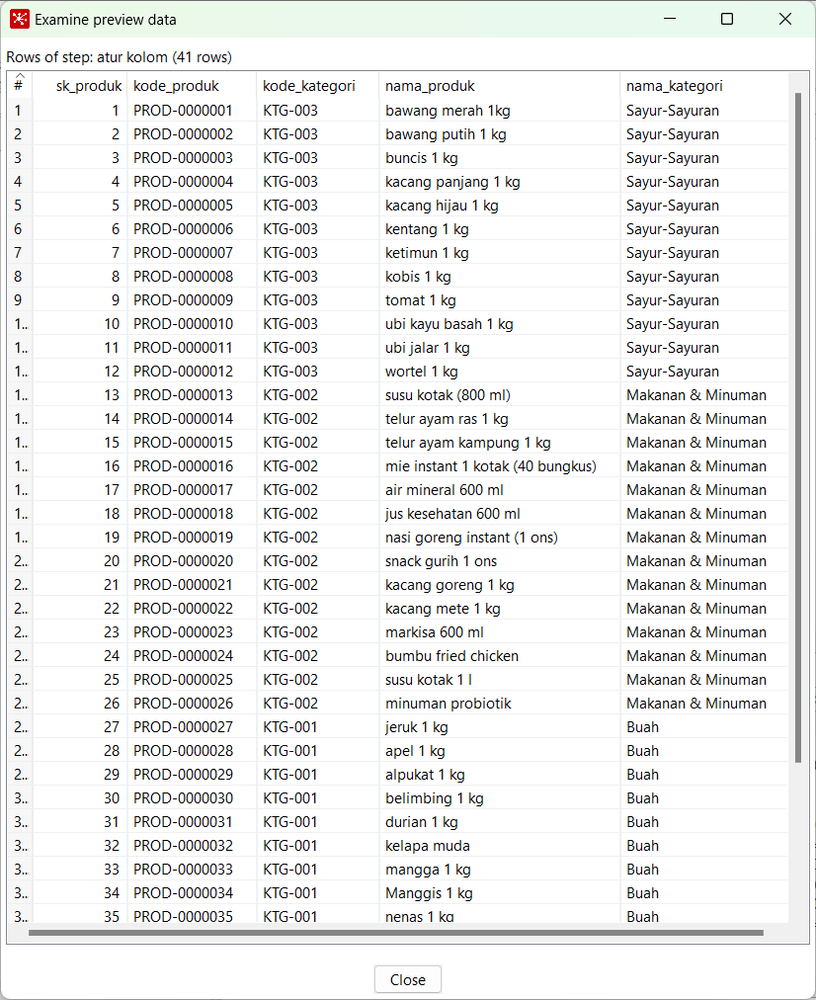 Examine preview data
Rows of step: atur kolom (41 rows)
# sk_produk kode_produk kode_kategori nama_produk nama_kategori
1 1 PROD-0000001 KTG-003 bawang merah 1kg Sayur-Sayuran
2 2 PROD-0000002 KTG-003 bawang putih 1 kg Sayur-Sayuran
3 3 PROD-0000003 KTG-003 buncis 1 kg Sayur-Sayuran
4 4 PROD-0000004 KTG-003 kacang panjang 1 kg Sayur-Sayuran
5 5 PROD-0000005 KTG-003 kacang hijau 1 kg Sayur-Sayuran
6 6 PROD-0000006 KTG-003 kentang 1 kg Sayur-Sayuran
7 7 PROD-0000007 KTG-003 ketimun 1 kg Sayur-Sayuran
8 8 PROD-0000008 KTG-003 kobis 1 kg Sayur-Sayuran
9 9 PROD-0000009 KTG-003 tomat 1 kg Sayur-Sayuran
1.. 10 PROD-0000010 KTG-003 ubi kayu basah 1 kg Sayur-Sayuran
1.. 11 PROD-0000011 KTG-003 ubi jalar 1 kg Sayur-Sayuran
1.. 12 PROD-0000012 KTG-003 wortel 1 kg Sayur-Sayuran
1.. 13 PROD-0000013 KTG-002 susu kotak (800 ml) Makanan & Minuman
1.. 14 PROD-0000014 KTG-002 telur ayam ras 1 kg Makanan & Minuman
1.. 15 PROD-0000015 KTG-002 telur ayam kampung 1 kg Makanan & Minuman
1.. 16 PROD-0000016 KTG-002 mie instant 1 kotak (40 bungkus) Makanan & Minuman
1.. 17 PROD-0000017 KTG-002 air mineral 600 ml Makanan & Minuman
1.. 18 PROD-0000018 KTG-002 jus kesehatan 600 ml Makanan & Minuman
1.. 19 PROD-0000019 KTG-002 nasi goreng instant (1 ons) Makanan & Minuman
2.. 20 PROD-0000020 KTG-002 snack gurih 1 ons Makanan & Minuman
2.. 21 PROD-0000021 KTG-002 kacang goreng 1 kg Makanan & Minuman
2.. 22 PROD-0000022 KTG-002 kacang mete 1 kg Makanan & Minuman
2.. 23 PROD-0000023 KTG-002 markisa 600 ml Makanan & Minuman
2.. 24 PROD-0000024 KTG-002 bumbu fried chicken Makanan & Minuman
2.. 25 PROD-0000025 KTG-002 susu kotak 1 l Makanan & Minuman
2.. 26 PROD-0000026 KTG-002 minuman probiotik Makanan & Minuman
2.. 27 PROD-0000027 KTG-001 jeruk 1 kg Buah
2.. 28 PROD-0000028 KTG-001 apel 1 kg Buah
2.. 29 PROD-0000029 KTG-001 alpukat 1 kg Buah
3.. 30 PROD-0000030 KTG-001 belimbing 1 kg Buah
3.. 31 PROD-0000031 KTG-001 durian 1 kg Buah
3.. 32 PROD-0000032 KTG-001 kelapa muda Buah
3.. 33 PROD-0000033 KTG-001 mangga 1 kg Buah
3.. 34 PROD-0000034 KTG-001 Manggis 1 kg Buah
3.. 35 PROD-0000035 KTG-001 nenas 1 kg Buah
Close